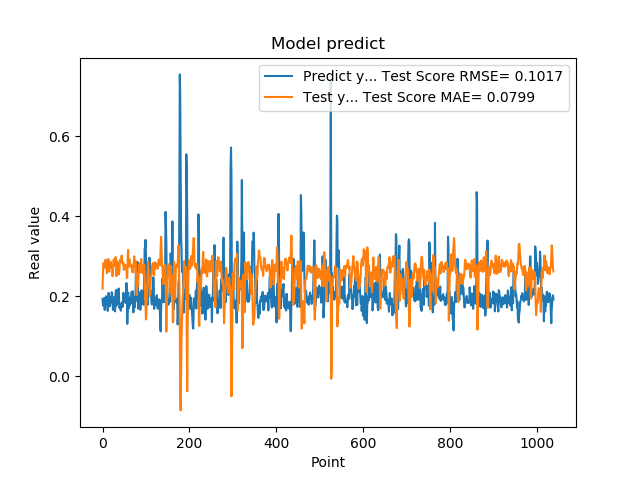 Model predict
Predict y... Test Score RMSE= 0.1017
Test y... Test Score MAE= 0.0799
0.6
0.4
0.2
0.0
Real value
0 200 400 600 800 1000
Point